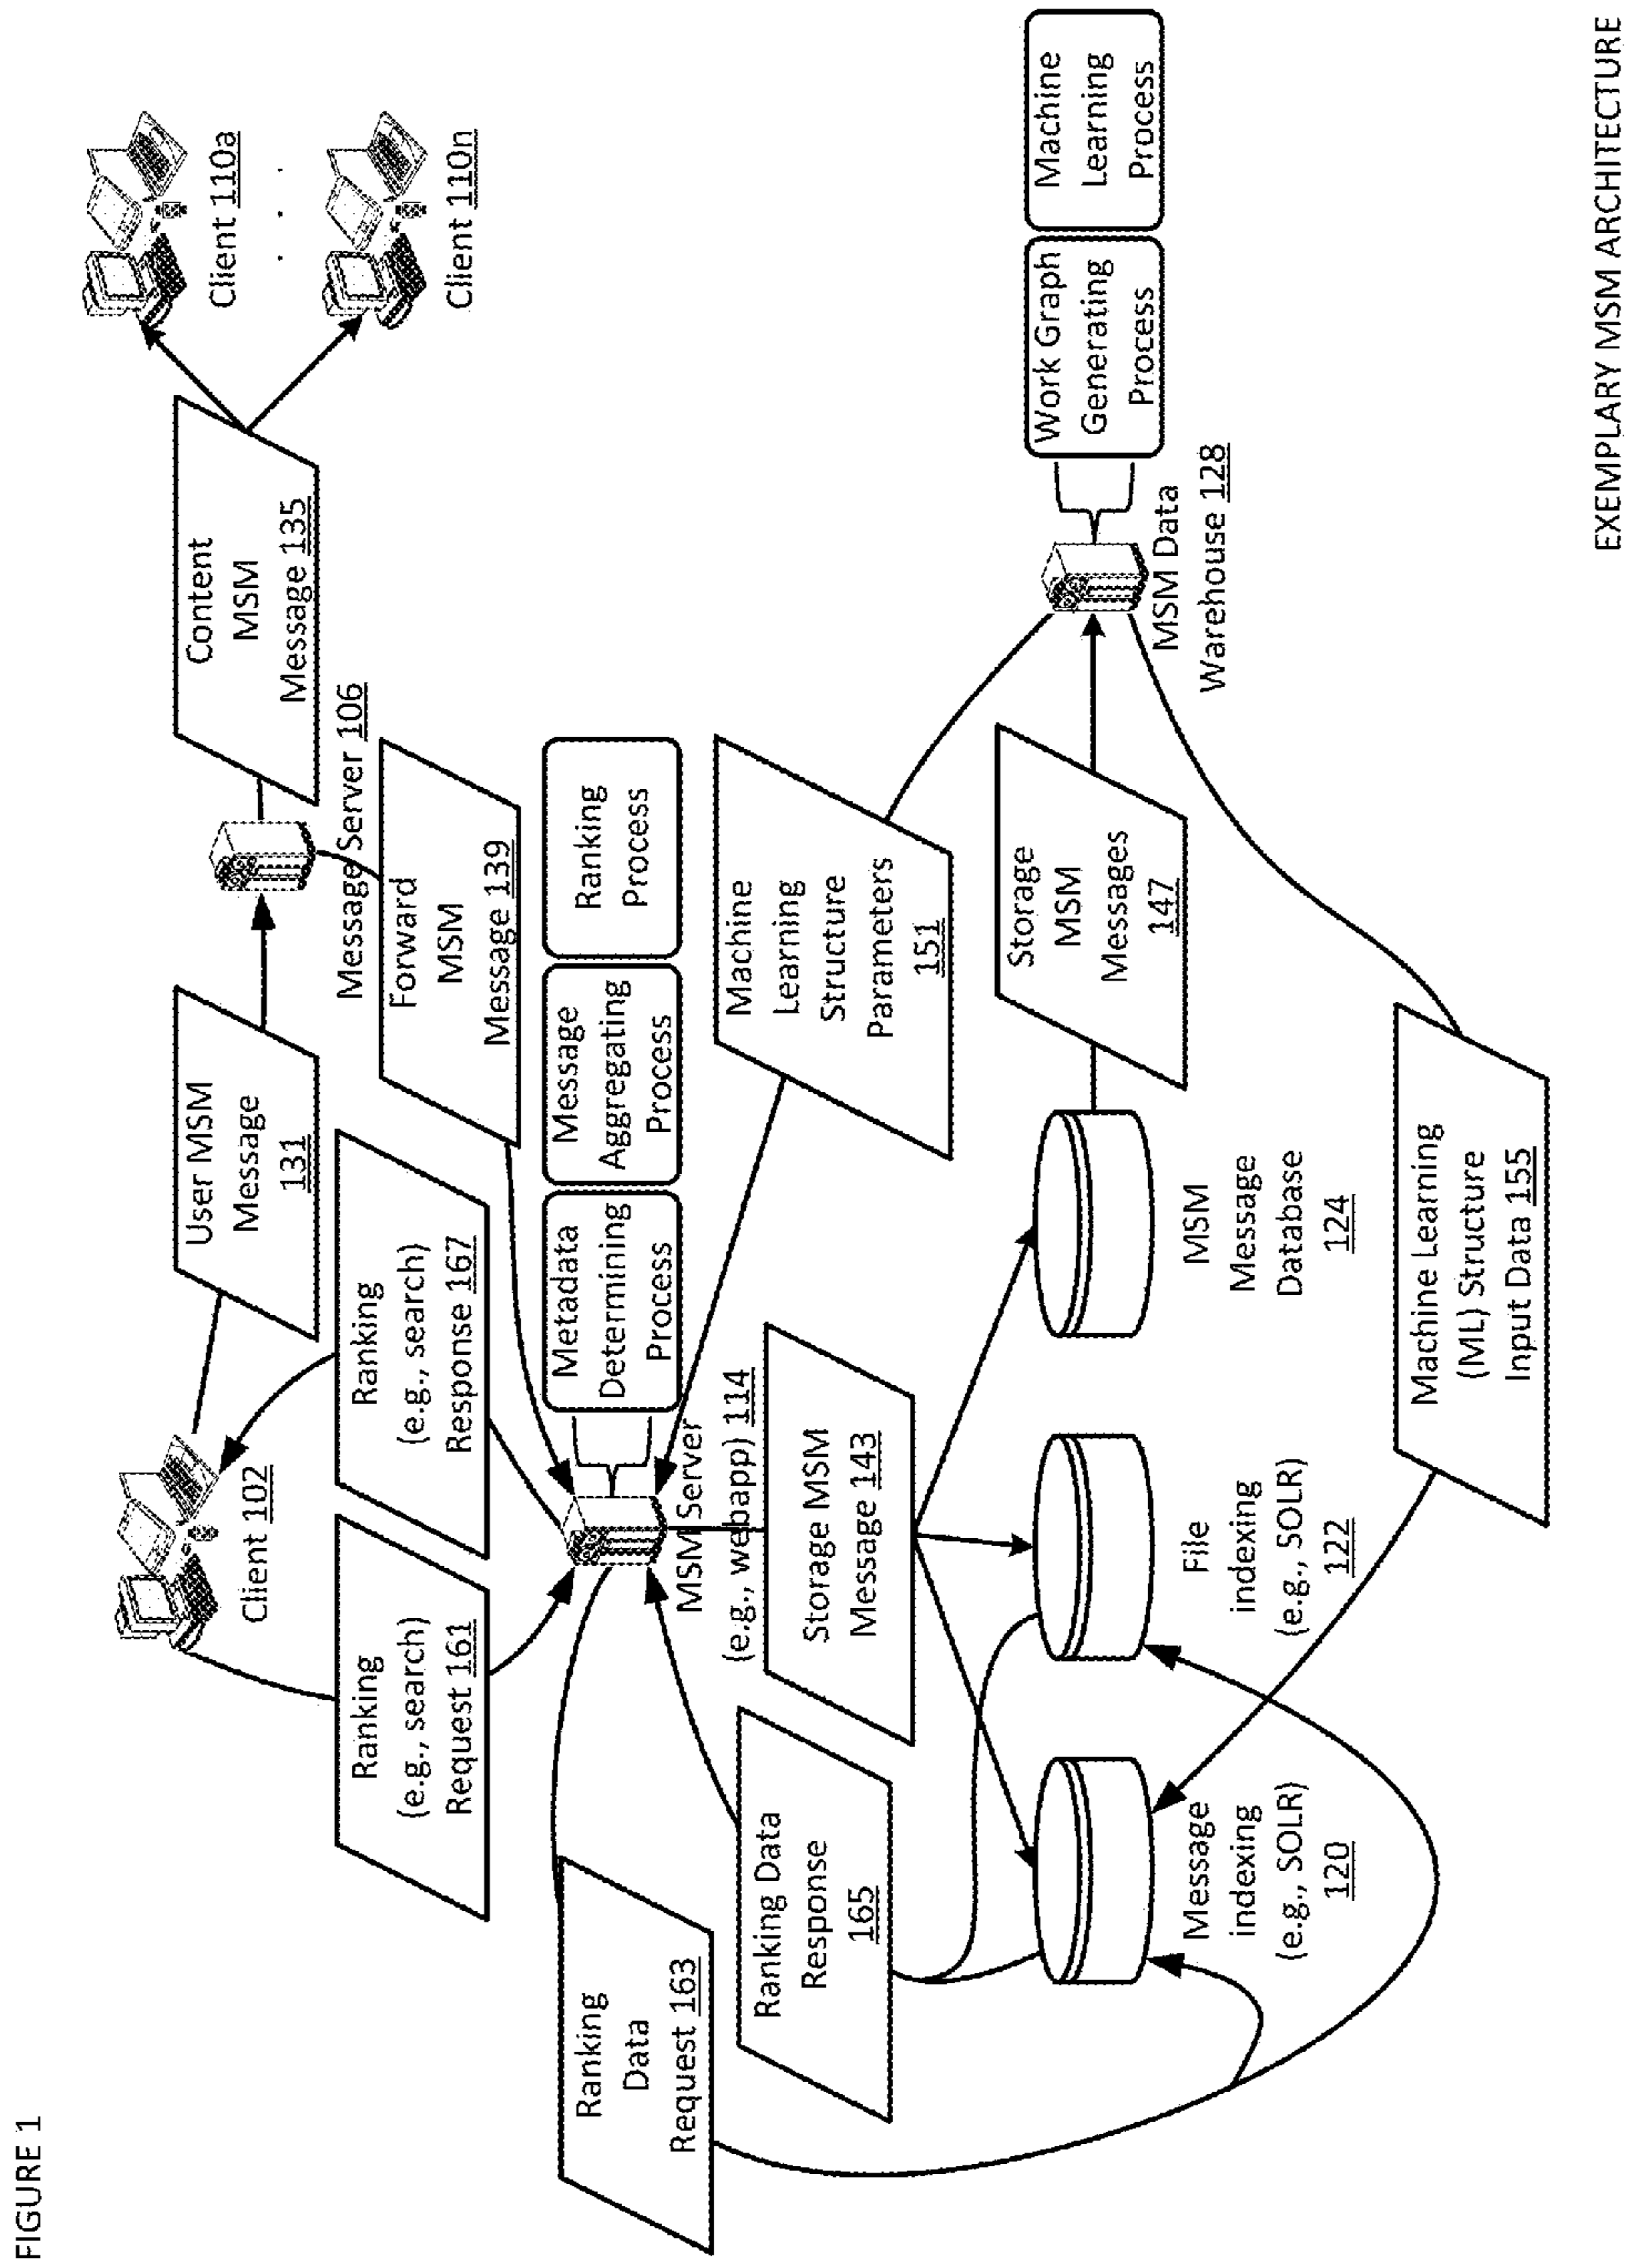 FIGURE 1
Client 102
User MSM
Message
131
Message Server 106
Content
MSM
Message 135
Client 110a
. . .
Client 110n
Ranking
(e.g., search)
Request 161
Ranking
(e.g., search)
Response 167
Forward
MSM
Message 139
Ranking
Data
Request 163
MSM Server
(e.g., webapp) 114
Metadata
Determining
Process
Message
Aggregating
Process
Ranking
Process
Ranking Data
Response
165
Storage MSM
Message 143
Machine
Learning
Structure
Parameters
151
Message
indexing
(e.g., SOLR)
120
File
indexing
(e.g., SOLR)
122
MSM
Message
Database
124
Storage
MSM
Messages
147
MSM Data
Warehouse 128
Work Graph
Generating
Process
Machine
Learning
Process
Machine Learning
(ML) Structure
Input Data 155
EXEMPLARY MSM ARCHITECTURE